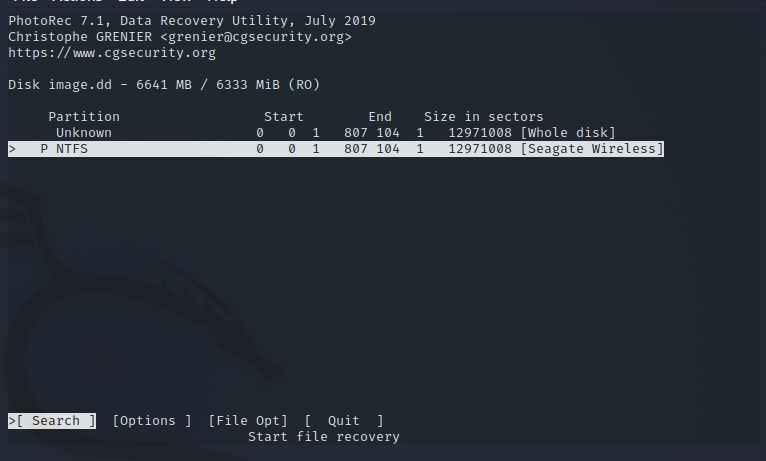 PhotoRec 7.1, Data Recovery Utility, July 2019
Christophe GRENIER <grenier@cgsecurity.org>
https://www.cgsecurity.org
Disk image.dd - 6641 MB / 6333 MiB (RO)
Partition Start End Size in sectors
Unknown 0 0 1 807 104 1 12971008 [Whole disk]
> P NTFS 0 0 1 807 104 1 12971008 [Seagate Wireless]
>[ Search ] [Options ] [File Opt] [ Quit ]
Start file recovery